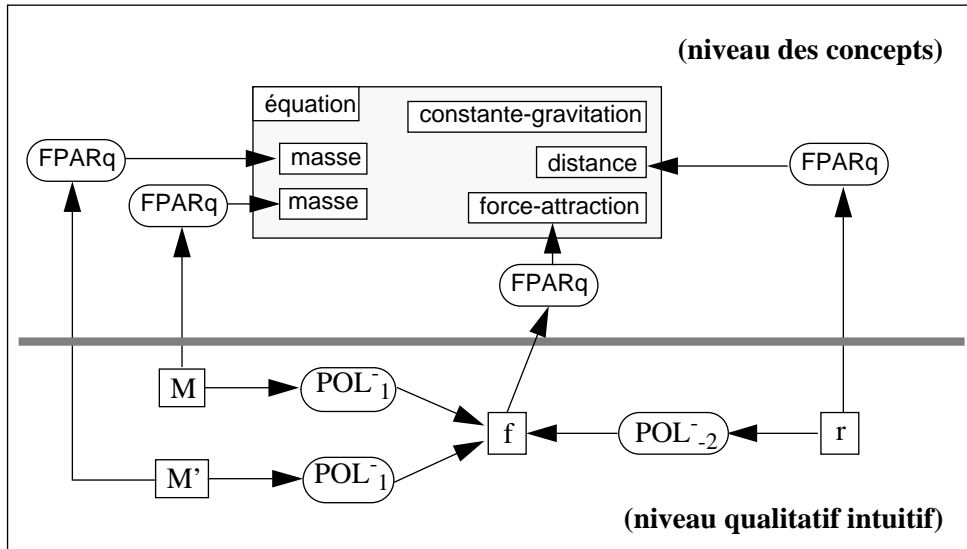 (niveau des concepts)
équation
constante-gravitation
FPARq
masse
distance
FPARq
FPARq
masse
force-attraction
FPARq
M
POL⁻₁
f
POL⁻₋₂
r
M’
POL⁻₁
(niveau qualitatif intuitif)